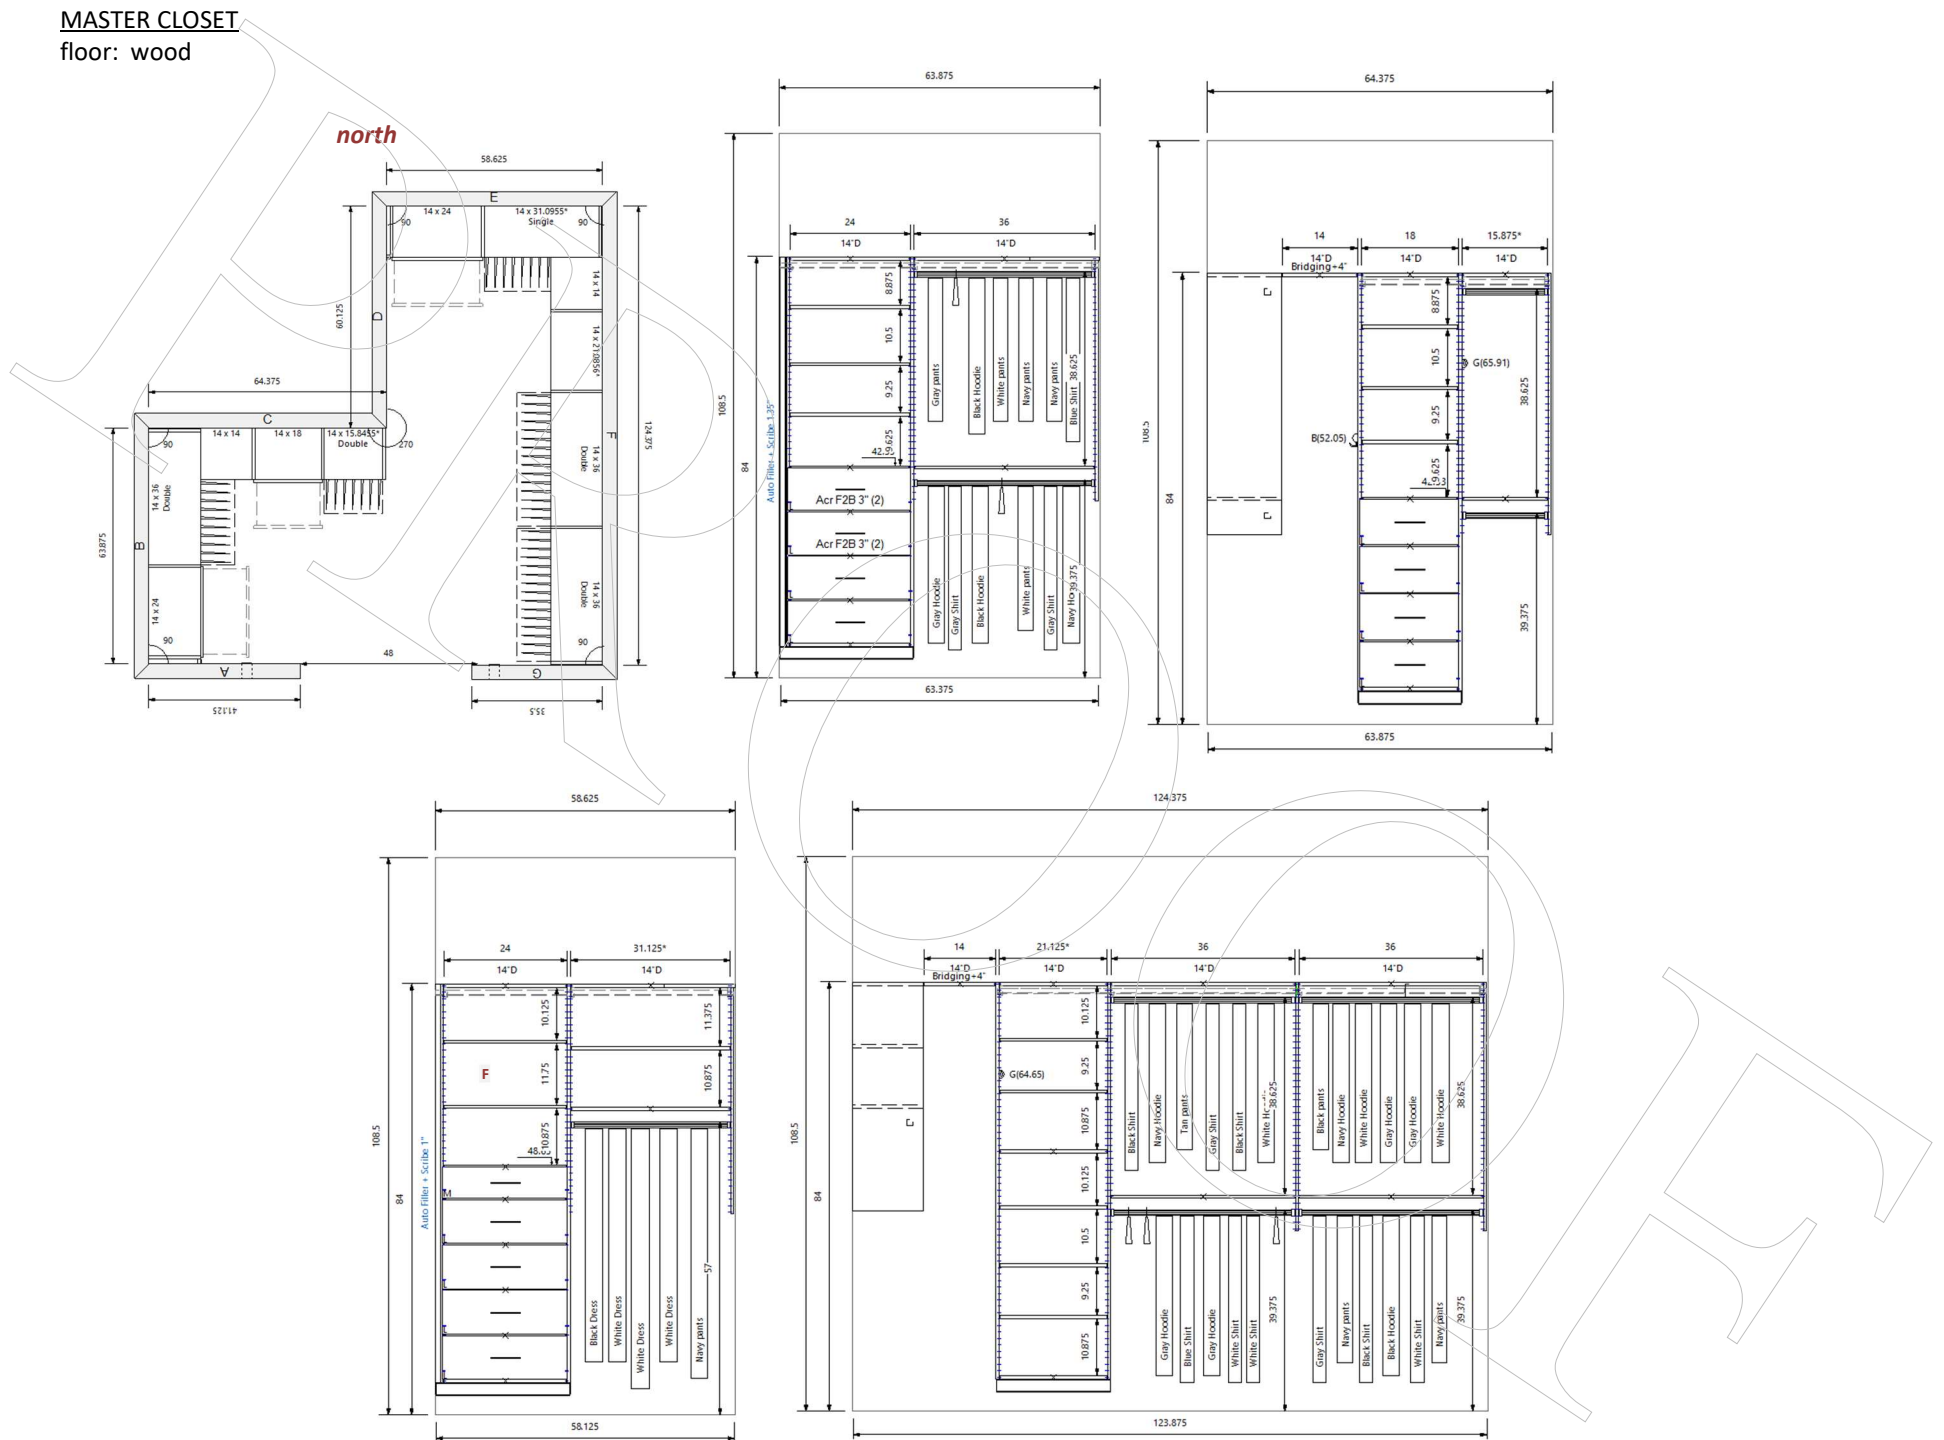 MASTER CLOSET
floor: wood
north
58.625
E
14 x 24
14 x 31.0955*
Single
90
90
14 x 14
60.125
D
14 x 21.0856*
64.375
C
90
14 x 14
14 x 18
14 x 15.8455*
Double
270
124.375
F
14 x 36
Double
14 x 36
Double
63.875
B
14 x 24
14 x 36
Double
90
48
90
A
G
41.125
35.5
63.875
24
36
14"D
14"D
8.875
10.5
9.25
9.625
108.5
84
Auto Filler + Scribe 1.35"
Acr F2B 3" (2)
Acr F2B 3" (2)
Gray pants
Black Hoodie
White pants
Navy pants
Navy pants
Blue Shirt
38.625
Gray Hoodie
Gray Shirt
Black Hoodie
White pants
Gray Shirt
39.375
63.375
64.375
14
18
15.875*
14"D
14"D
14"D
Bridging+4"
8.875
10.5
G(65.91)
9.25
38.625
B(52.05)
9.625
108.5
84
39.375
63.875
58.625
24
31.125*
14"D
14"D
10.125
11.375
F
11.75
10.875
10.875
108.5
84
Auto Filler + Scribe 1"
M
57
Black Dress
White Dress
White Dress
White Dress
Navy pants
58.125
124.375
14
21.125*
36
36
14"D
14"D
14"D
14"D
Bridging+4"
10.125
9.25
G(64.65)
10.875
10.125
10.5
9.25
10.875
108.5
84
Black Shirt
Navy Hoodie
Tan pants
Gray Shirt
Black Shirt
38.625
Black pants
Navy Hoodie
White Hoodie
Gray Hoodie
Gray Hoodie
White Hoodie
38.625
Gray Hoodie
Blue Shirt
Gray Hoodie
White Shirt
White Shirt
39.375
Gray Shirt
Navy pants
Black Shirt
Black Hoodie
White Shirt
Navy pants
39.375
123.875
PROOF